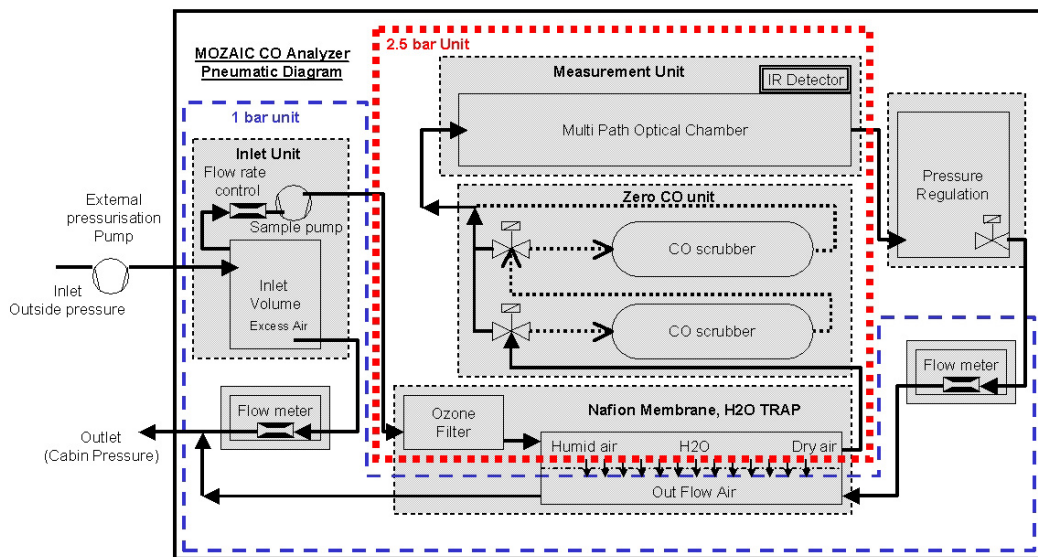 MOZAIC CO Analyzer
Pneumatic Diagram
2.5 bar Unit
Measurement Unit
IR Detector
Multi Path Optical Chamber
1 bar unit
Inlet Unit
Flow rate
control
Sample pump
External
pressurisation
Pump
Inlet
Outside pressure
Inlet
Volume
Excess Air
Zero CO unit
CO scrubber
CO scrubber
Pressure
Regulation
Flow meter
Flow meter
Outlet
(Cabin Pressure)
Ozone
Filter
Nafion Membrane, H2O TRAP
Humid air
H2O
Dry air
Out Flow Air